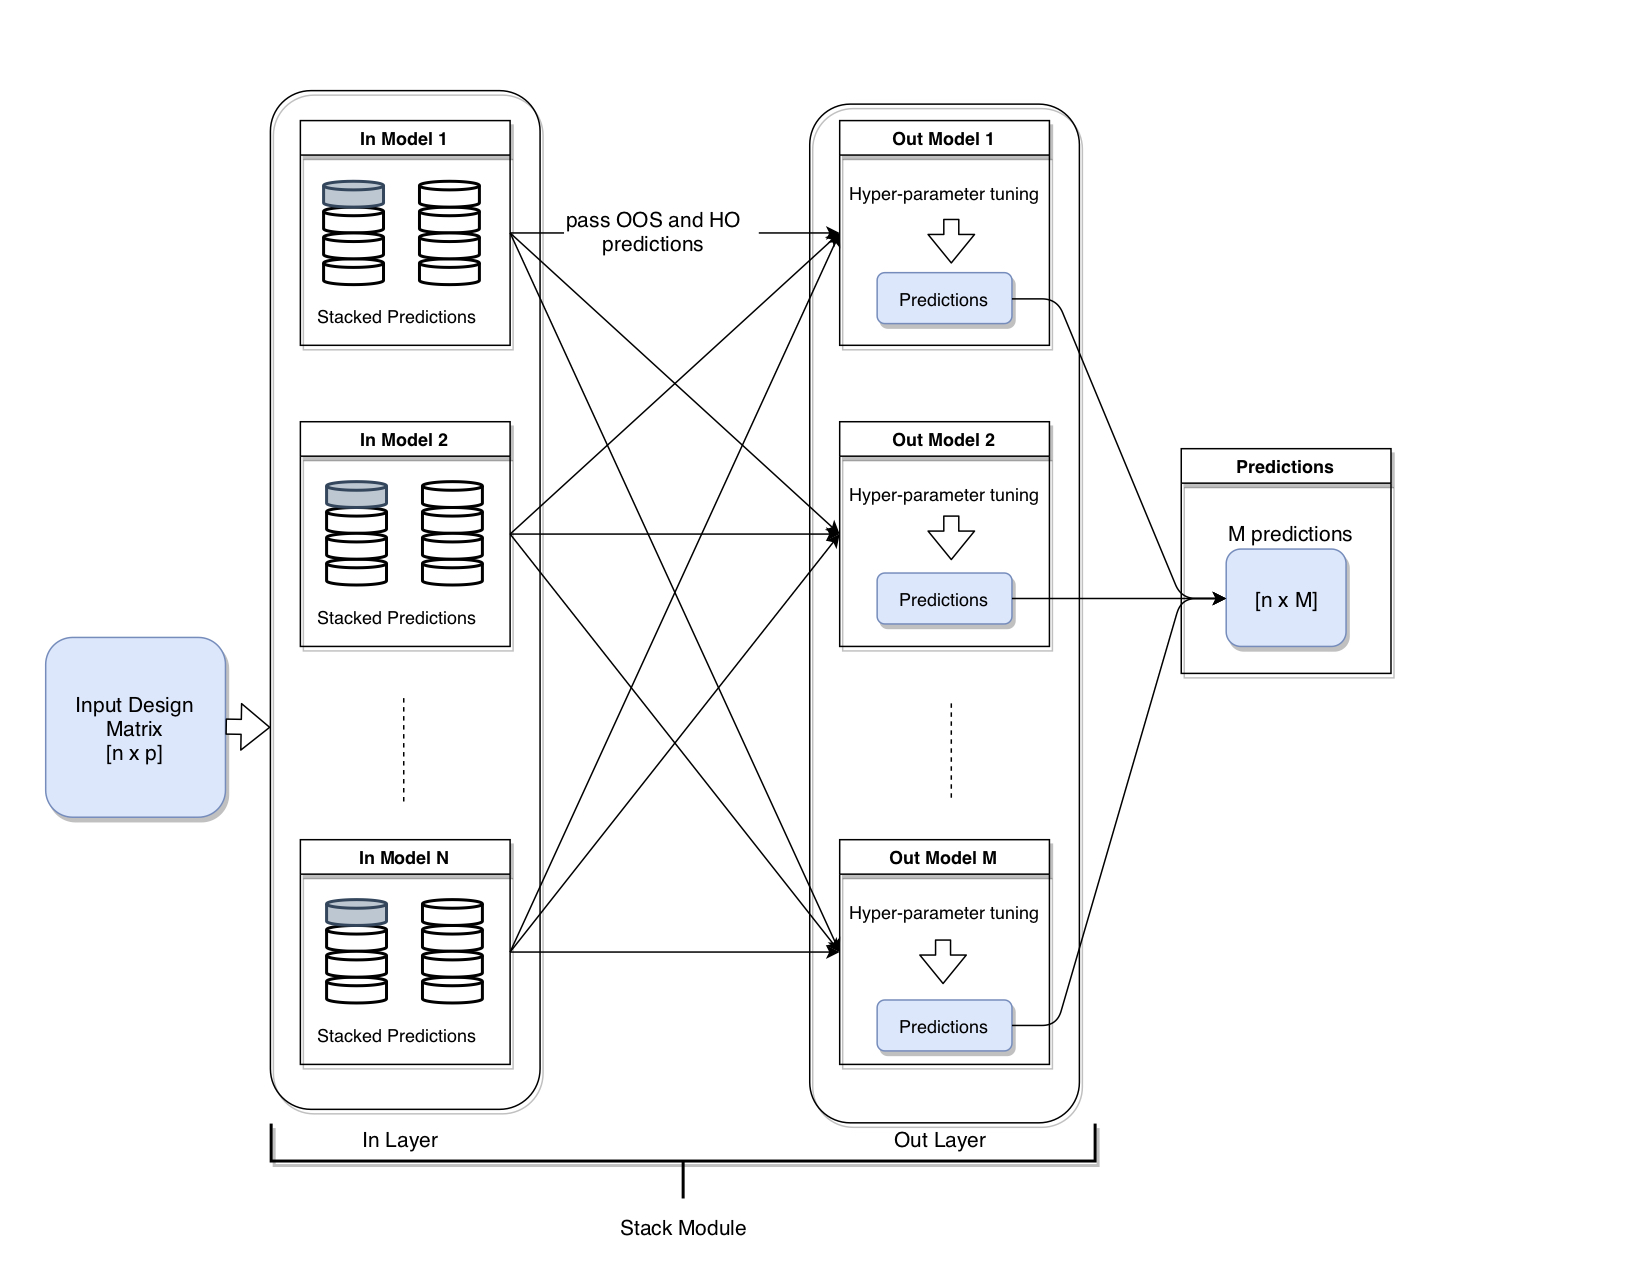 Input Design
Matrix
[n x p]
In Model 1
Stacked Predictions
In Model 2
Stacked Predictions
In Model N
Stacked Predictions
In Layer
pass OOS and HO
predictions
Out Model 1
Hyper-parameter tuning
Predictions
Out Model 2
Hyper-parameter tuning
Predictions
Out Model M
Hyper-parameter tuning
Predictions
Out Layer
Predictions
M predictions
[n x M]
Stack Module